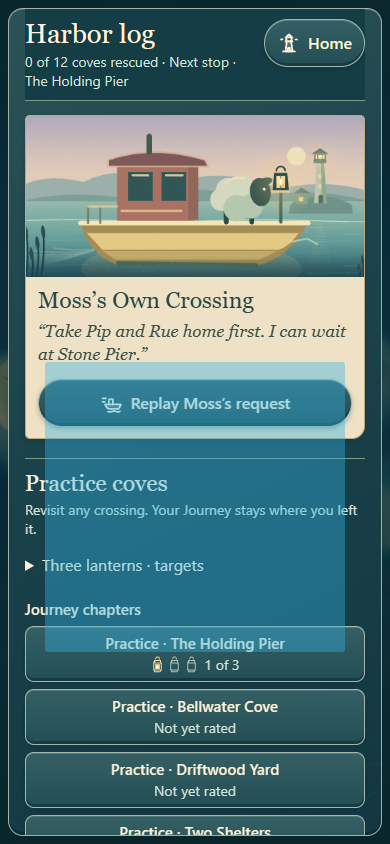 Harbor log
Home
0 of 12 coves rescued · Next stop ·
The Holding Pier
Moss’s Own Crossing
“Take Pip and Rue home first. I can wait
at Stone Pier.”
Replay Moss’s request
Practice coves
Revisit any crossing. Your Journey stays where you left
it.
Three lanterns · targets
Journey chapters
Practice · The Holding Pier
1 of 3
Practice · Bellwater Cove
Not yet rated
Practice · Driftwood Yard
Not yet rated
Practice · Two Shelters